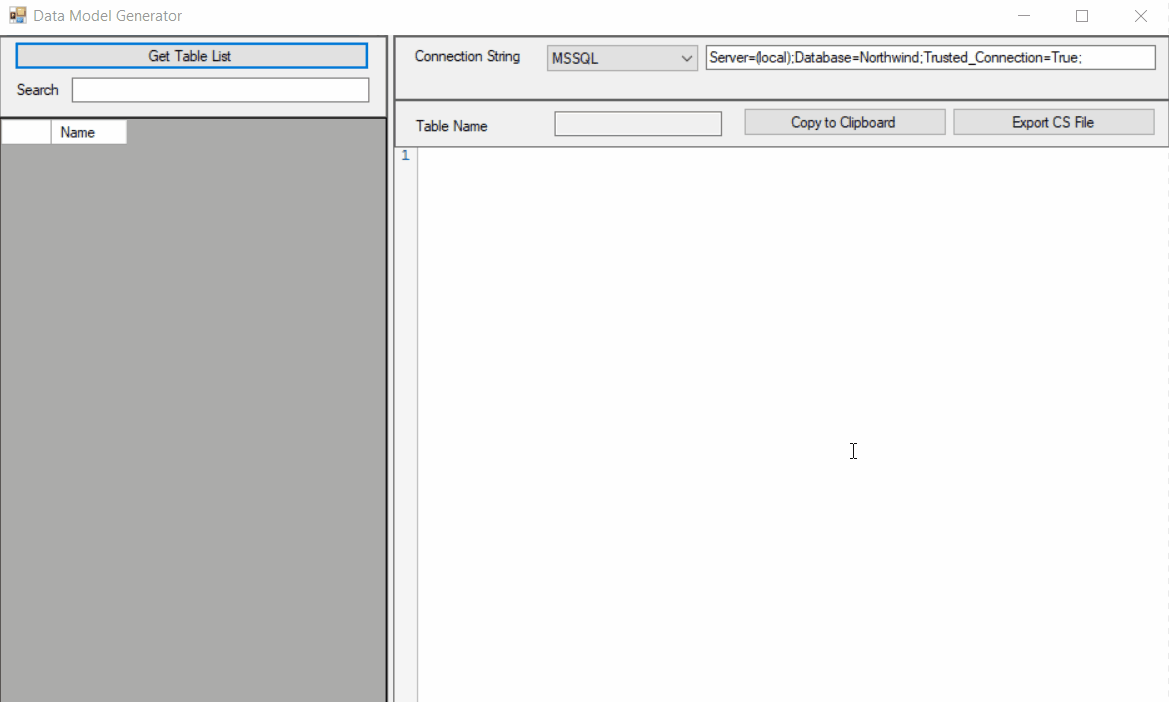 Data Model Generator
Get Table List
Search
Name
Connection String
MSSQL
Server=(local);Database=Northwind;Trusted_Connection=True;
Table Name
Copy to Clipboard
Export CS File
1